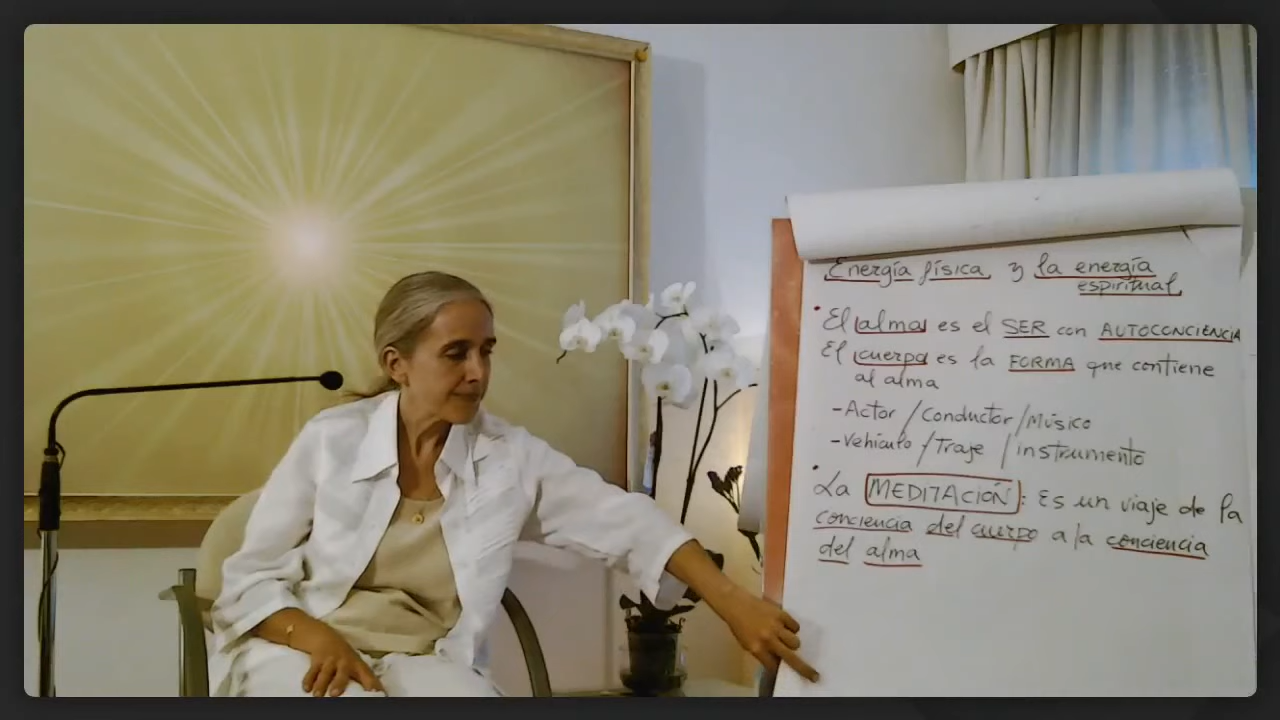 Energía física y la energía
espiritual
• El alma es el SER con AUTOCONCIENCIA
El cuerpo es la FORMA que contiene
al alma
-Actor / Conductor / Músico
-Vehículo / Traje / instrumento
• La MEDITACIÓN: Es un viaje de la
conciencia del cuerpo a la conciencia
del alma